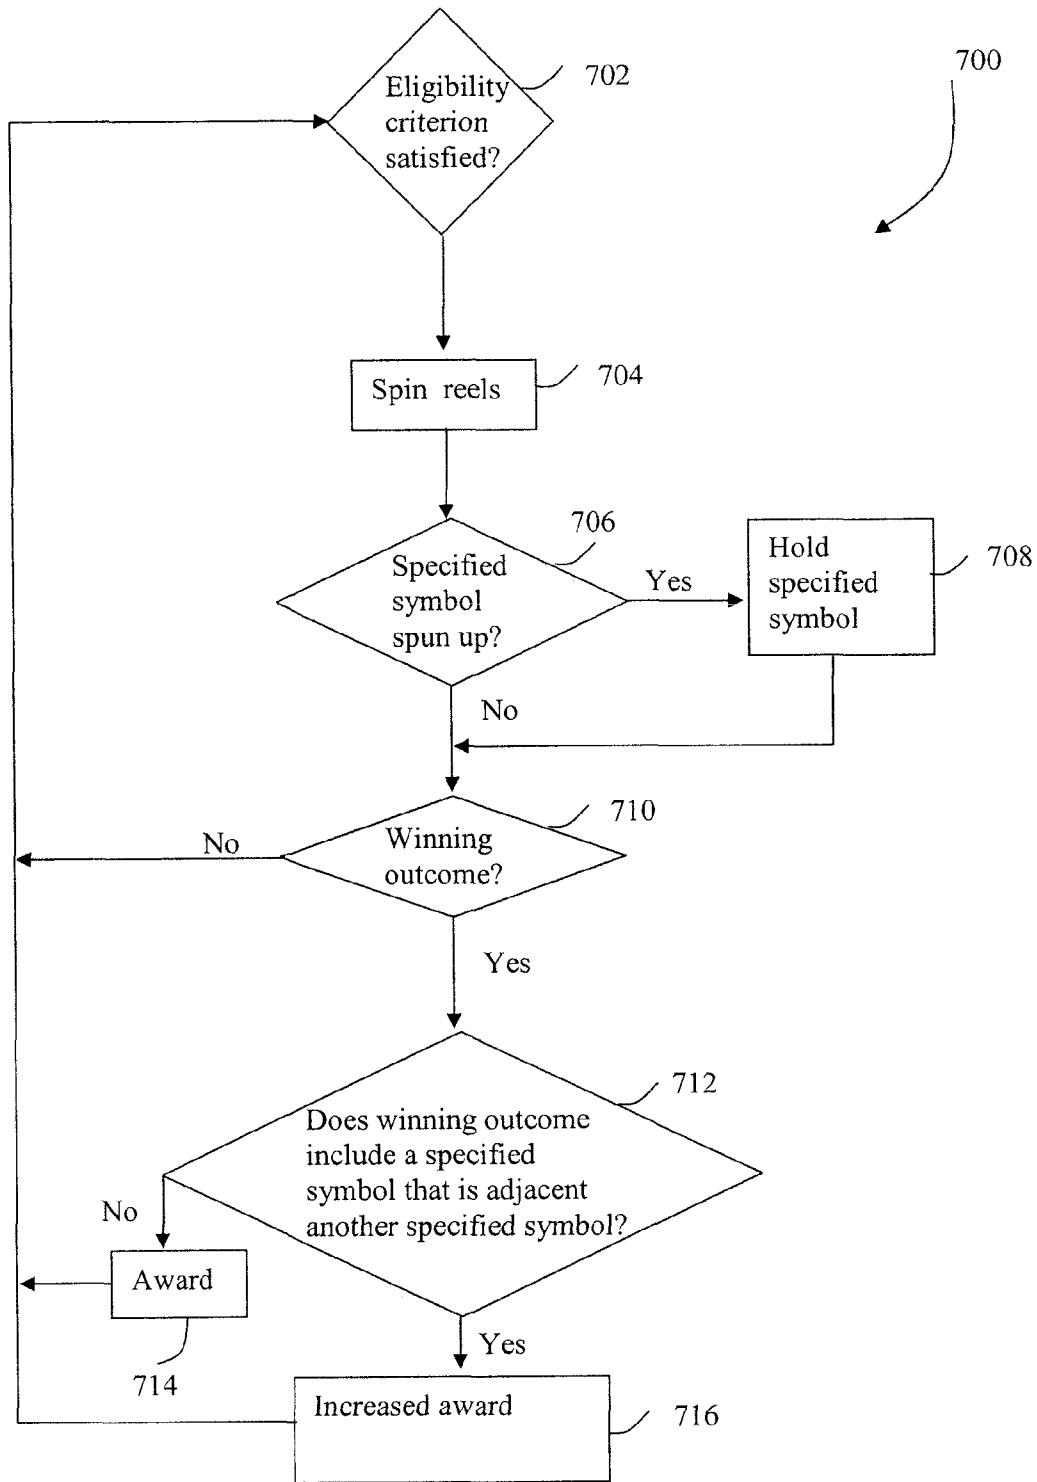 Eligibility
criterion
satisfied?
702
700
Spin reels
704
706
Specified
symbol
spun up?
Yes
Hold
specified
symbol
708
No
710
Winning
outcome?
No
Yes
712
Does winning outcome
include a specified
symbol that is adjacent
another specified symbol?
No
Award
714
Yes
Increased award
716